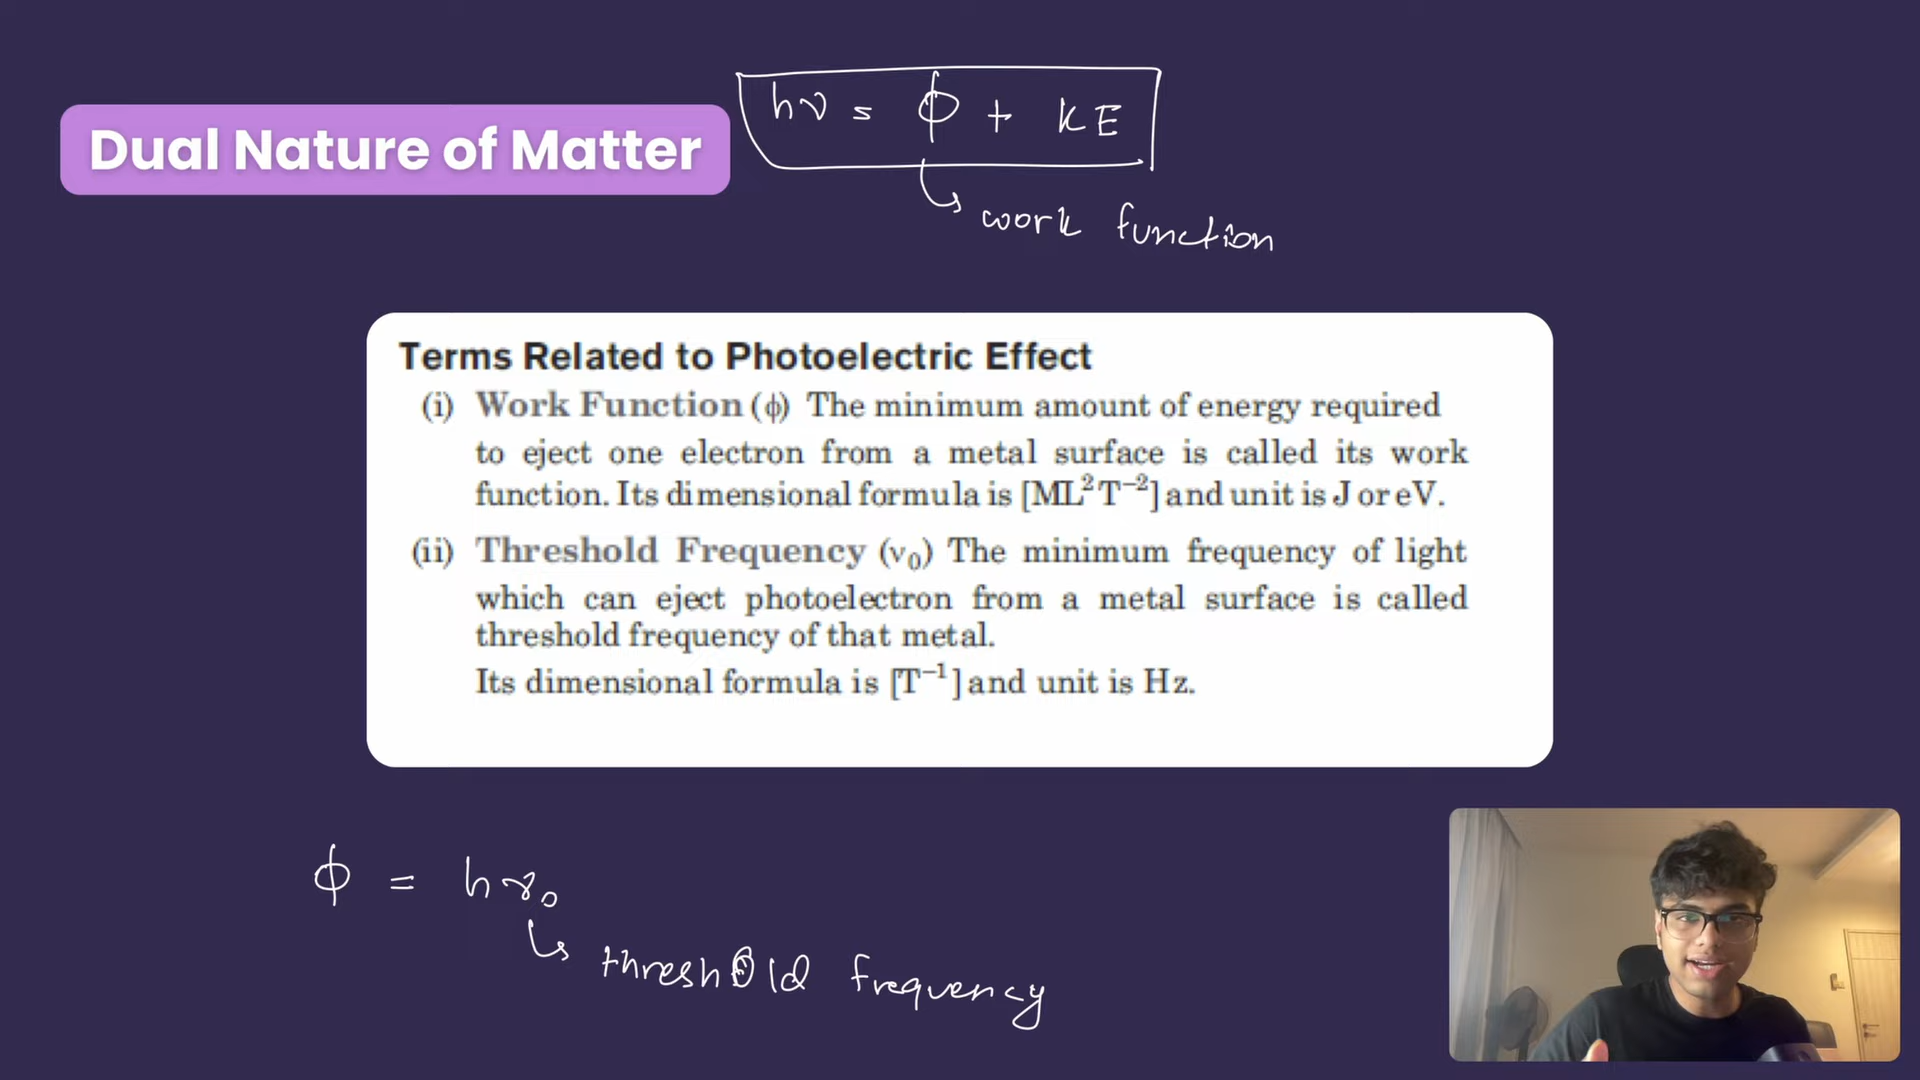 hν = ϕ + KE
Dual Nature of Matter
work function
Terms Related to Photoelectric Effect
(i) Work Function (ϕ) The minimum amount of energy required
to eject one electron from a metal surface is called its work
function. Its dimensional formula is [ML²T⁻²] and unit is J or eV.
(ii) Threshold Frequency (ν₀) The minimum frequency of light
which can eject photoelectron from a metal surface is called
threshold frequency of that metal.
Its dimensional formula is [T⁻¹] and unit is Hz.
ϕ = hν₀
threshold frequency